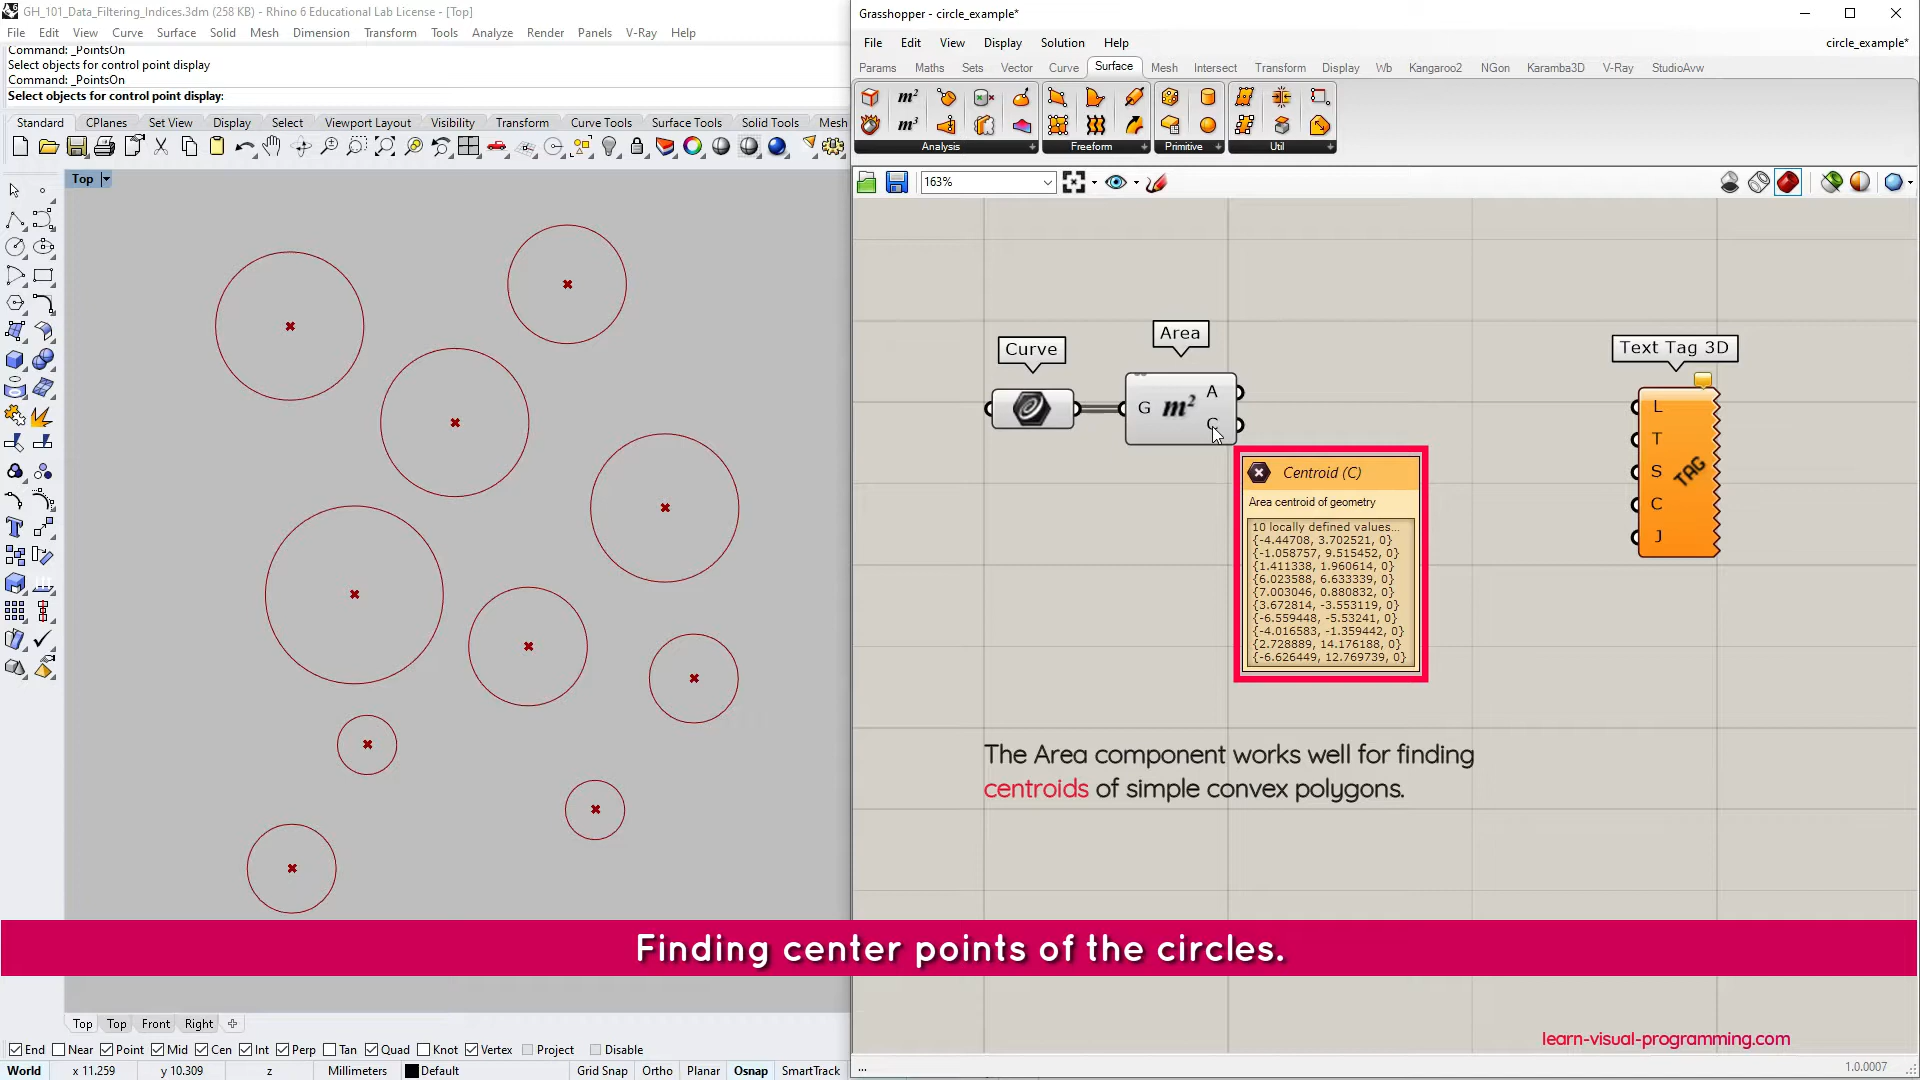 GH_101_Data_Filtering_Indices.3dm (258 KB) - Rhino 6 Educational Lab License - [Top]
File Edit View Curve Surface Solid Mesh Dimension Transform Tools Analyze Render Panels V-Ray Help
Command: _PointsOn
Select objects for control point display
Command: _PointsOn
Select objects for control point display:
Standard CPlanes Set View Display Select Viewport Layout Visibility Transform Curve Tools Surface Tools Solid Tools Mesh
Top
Grasshopper - circle_example*
File Edit View Display Solution Help
circle_example*
Params Maths Sets Vector Curve Surface Mesh Intersect Transform Display Wb Kangaroo2 NGon Karamba3D V-Ray StudioAvw
m² m³
Analysis Freeform Primitive Util
163%
Curve
Area
G m² A
C
Text Tag 3D
L
T
S
C
J
TAG
Centroid (C)
Area centroid of geometry
10 locally defined values...
{-4.44708, 3.702521, 0}
{-1.058757, 9.515452, 0}
{1.411338, 1.960614, 0}
{6.023588, 6.633339, 0}
{7.003046, 0.880832, 0}
{3.672814, -3.553119, 0}
{-6.559448, -5.53241, 0}
{-4.016583, -1.359442, 0}
{2.728889, 14.176188, 0}
{-6.626449, 12.769739, 0}
The Area component works well for finding
centroids of simple convex polygons.
Finding center points of the circles.
Top Top Front Right
learn-visual-programming.com
End Near Point Mid Cen Int Perp Tan Quad Knot Vertex Project Disable
World x 11.259 y 10.309 z Millimeters Default Grid Snap Ortho Planar Osnap SmartTrack
...
1.0.0007